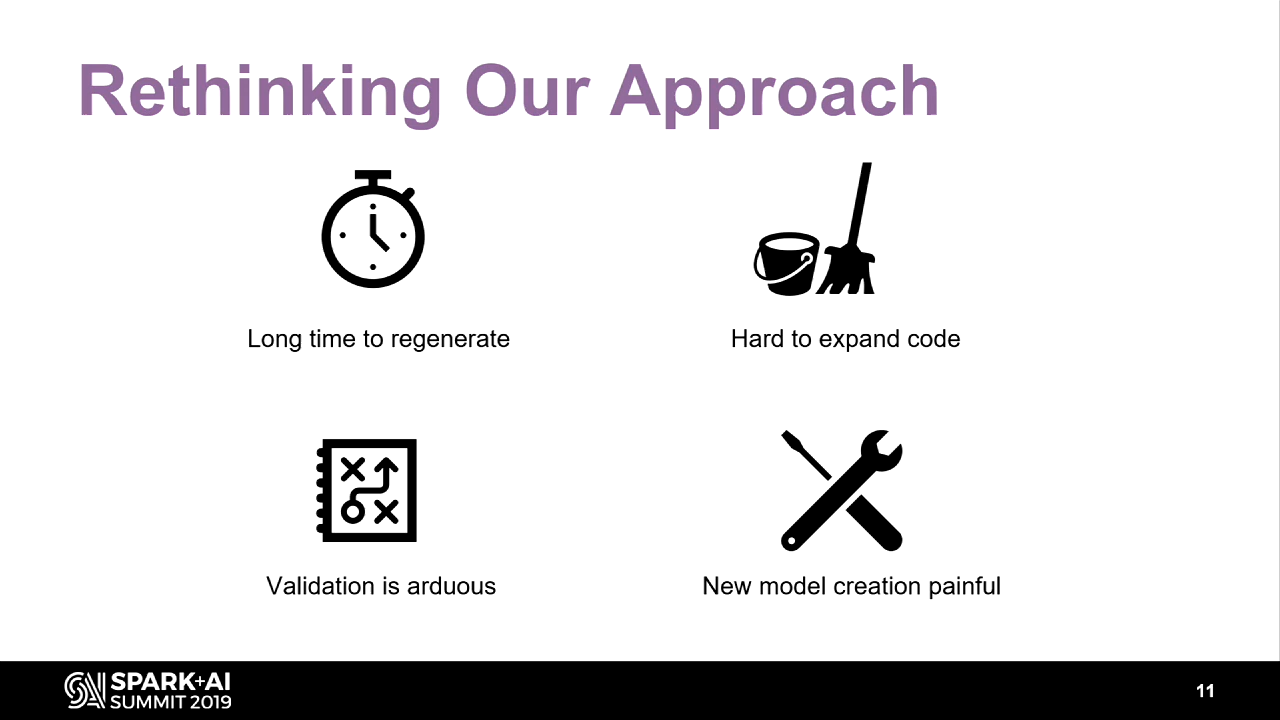 Rethinking Our Approach
Long time to regenerate
Hard to expand code
Validation is arduous
New model creation painful
SPARK+AI
SUMMIT 2019
11